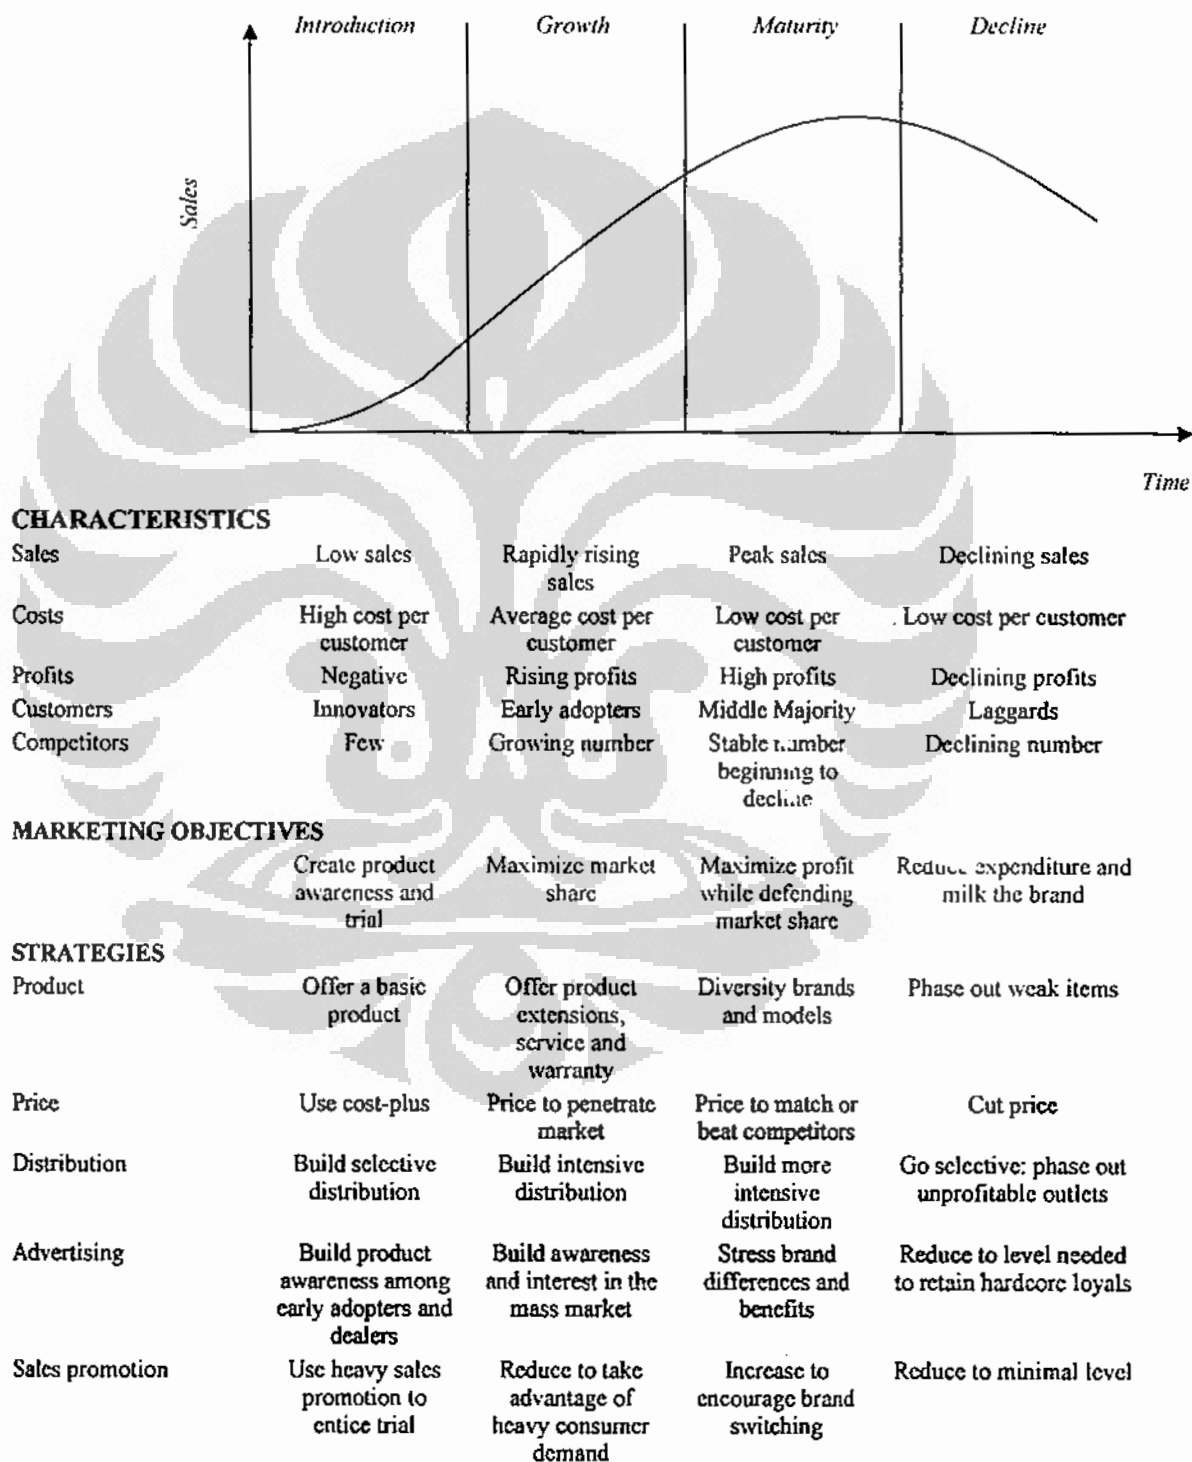 Introduction Growth Maturity Decline
Sales
Time
CHARACTERISTICS
Sales Low sales Rapidly rising Peak sales Declining sales
sales
Costs High cost per Average cost per Low cost per . Low cost per customer
customer customer customer
Profits Negative Rising profits High profits Declining profits
Customers Innovators Early adopters Middle Majority Laggards
Competitors Few Growing number Stable number Declining number
beginning to
decline
MARKETING OBJECTIVES
Create product Maximize market Maximize profit Reduce expenditure and
awareness and share while defending milk the brand
trial market share
STRATEGIES
Product Offer a basic Offer product Diversity brands Phase out weak items
product extensions, and models
service and
warranty
Price Use cost-plus Price to penetrate Price to match or Cut price
market beat competitors
Distribution Build selective Build intensive Build more Go selective: phase out
distribution distribution intensive unprofitable outlets
distribution
Advertising Build product Build awareness Stress brand Reduce to level needed
awareness among and interest in the differences and to retain hardcore loyals
early adopters and mass market benefits
dealers
Sales promotion Use heavy sales Reduce to take Increase to Reduce to minimal level
promotion to advantage of encourage brand
entice trial heavy consumer switching
demand